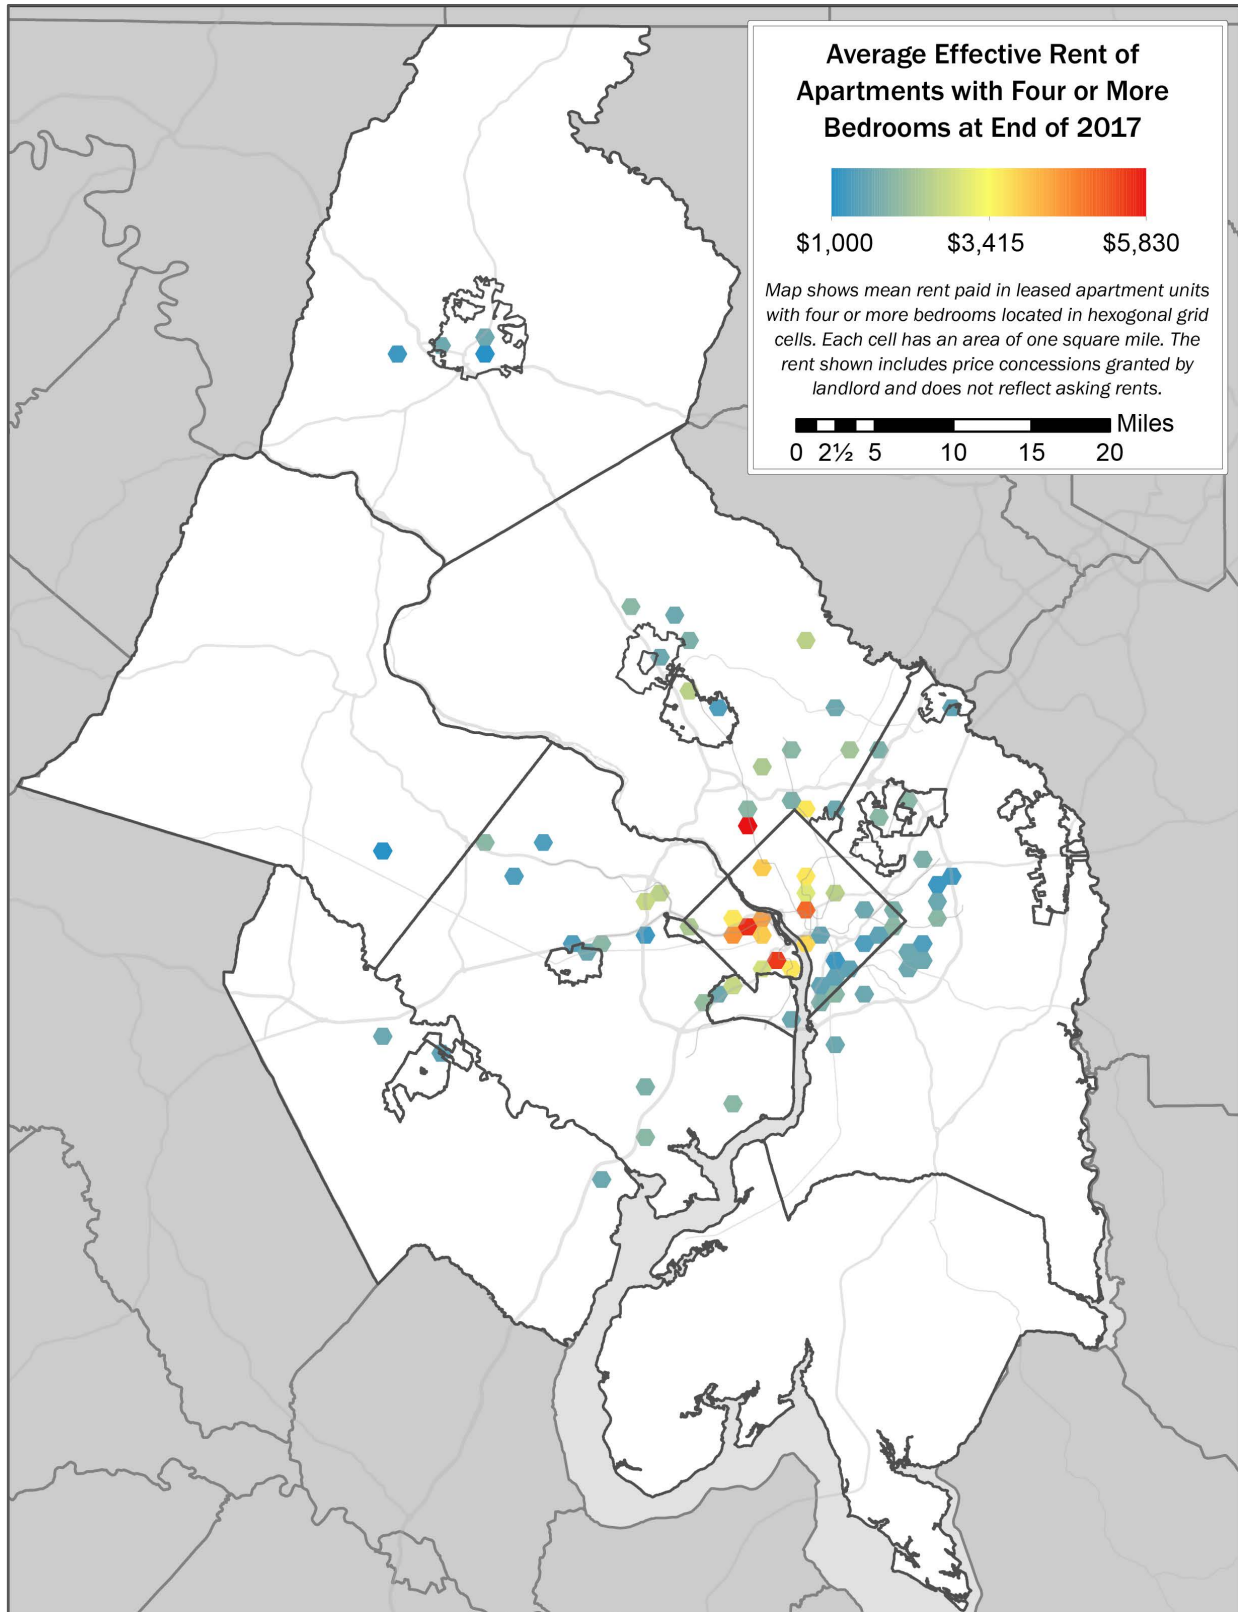 Average Effective Rent of
Apartments with Four or More
Bedrooms at End of 2017
$1,000 $3,415 $5,830
Map shows mean rent paid in leased apartment units
with four or more bedrooms located in hexogonal grid
cells. Each cell has an area of one square mile. The
rent shown includes price concessions granted by
landlord and does not reflect asking rents.
Miles
0 2½ 5 10 15 20